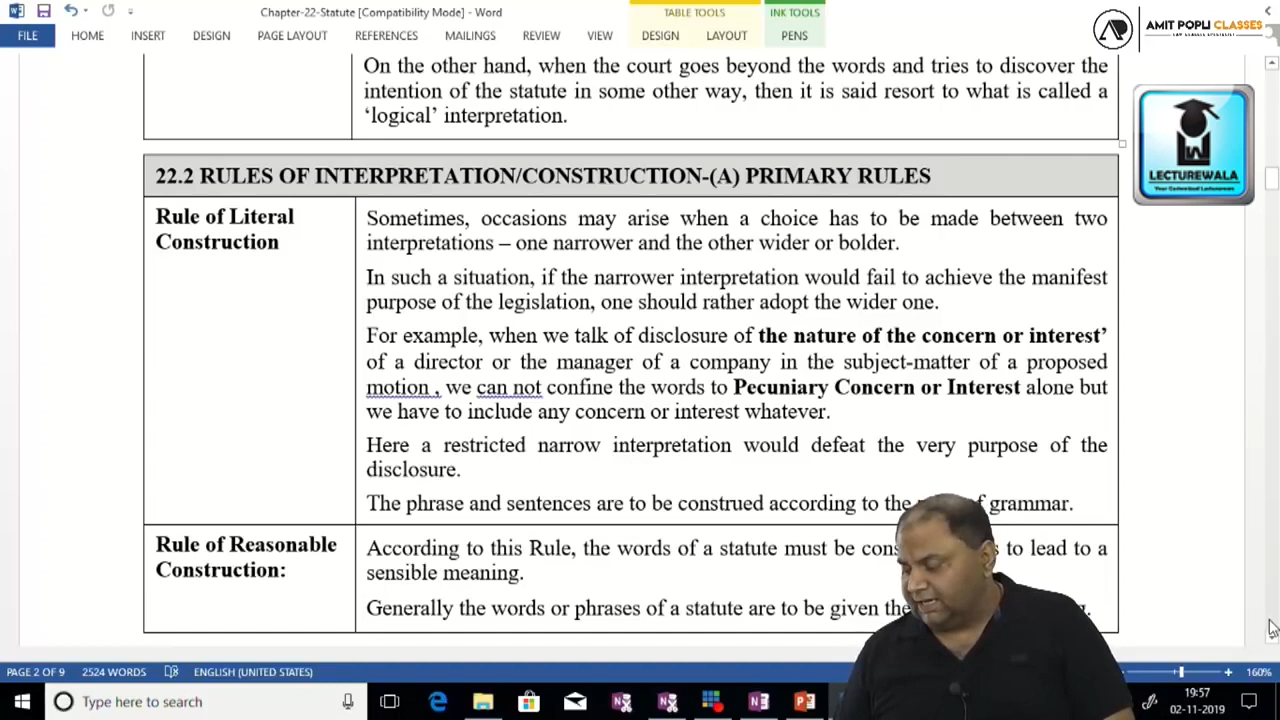 Chapter-22-Statute [Compatibility Mode] - Word
TABLE TOOLS
INK TOOLS
FILE HOME INSERT DESIGN PAGE LAYOUT REFERENCES MAILINGS REVIEW VIEW DESIGN LAYOUT PENS
AMIT POPLI CLASSES
On the other hand, when the court goes beyond the words and tries to discover the
intention of the statute in some other way, then it is said resort to what is called a
‘logical’ interpretation.
LECTUREWALA
22.2 RULES OF INTERPRETATION/CONSTRUCTION-(A) PRIMARY RULES
Rule of Literal
Construction
Sometimes, occasions may arise when a choice has to be made between two
interpretations – one narrower and the other wider or bolder.
In such a situation, if the narrower interpretation would fail to achieve the manifest
purpose of the legislation, one should rather adopt the wider one.
For example, when we talk of disclosure of the nature of the concern or interest’
of a director or the manager of a company in the subject-matter of a proposed
motion , we can not confine the words to Pecuniary Concern or Interest alone but
we have to include any concern or interest whatever.
Here a restricted narrow interpretation would defeat the very purpose of the
disclosure.
The phrase and sentences are to be construed according to the of grammar.
Rule of Reasonable
Construction:
According to this Rule, the words of a statute must be to lead to a
sensible meaning.
Generally the words or phrases of a statute are to be given
PAGE 2 OF 9 2524 WORDS ENGLISH (UNITED STATES) 160%
Type here to search
19:57
02-11-2019